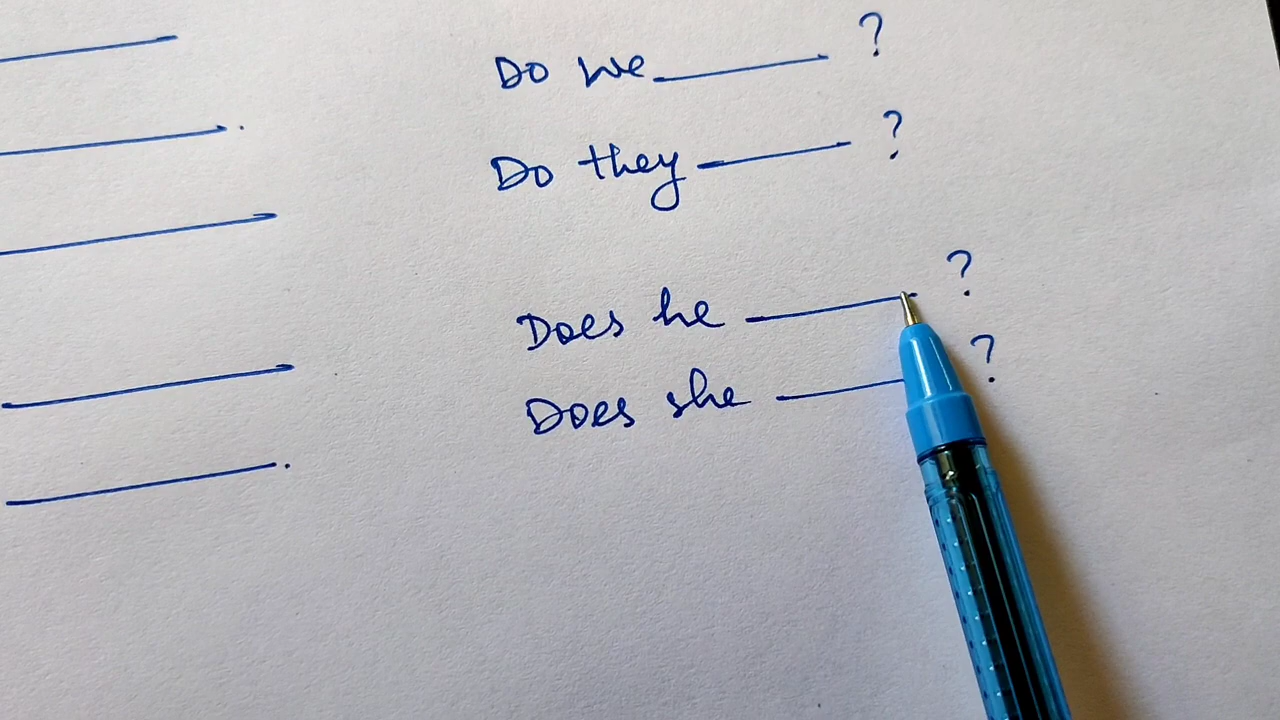 Do we ______ ?
Do they ______ ?
Does he ______ ?
Does she ______ ?